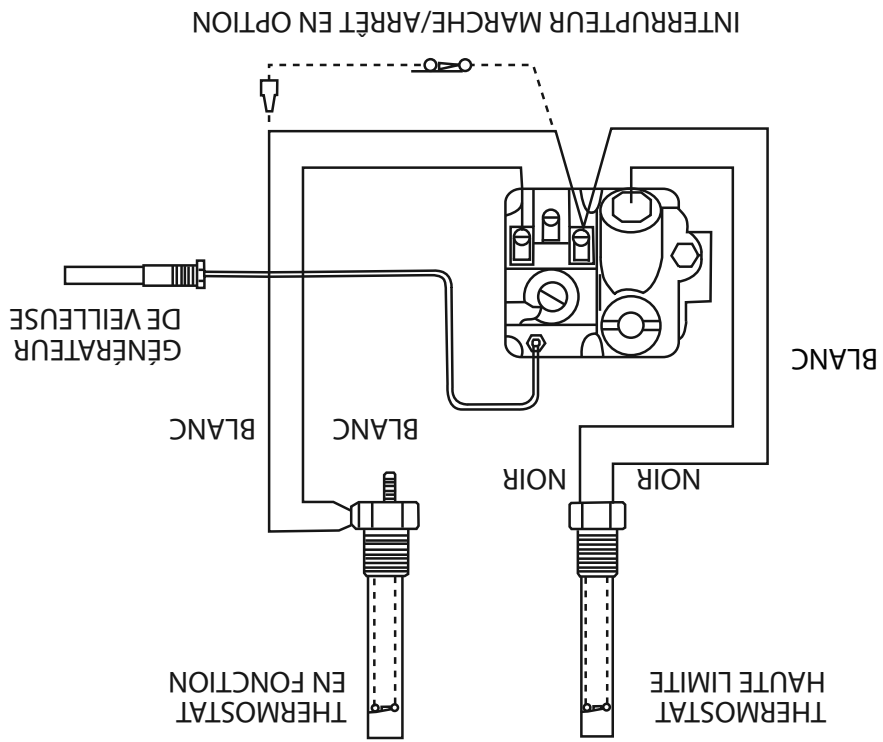 THERMOSTAT
HAUTE LIMITE
THERMOSTAT
EN FONCTION
NOIR
NOIR
BLANC
BLANC
BLANC
GÉNÉRATEUR
DE VEILLEUSE
INTERRUPTEUR MARCHE/ARRÊT EN OPTION